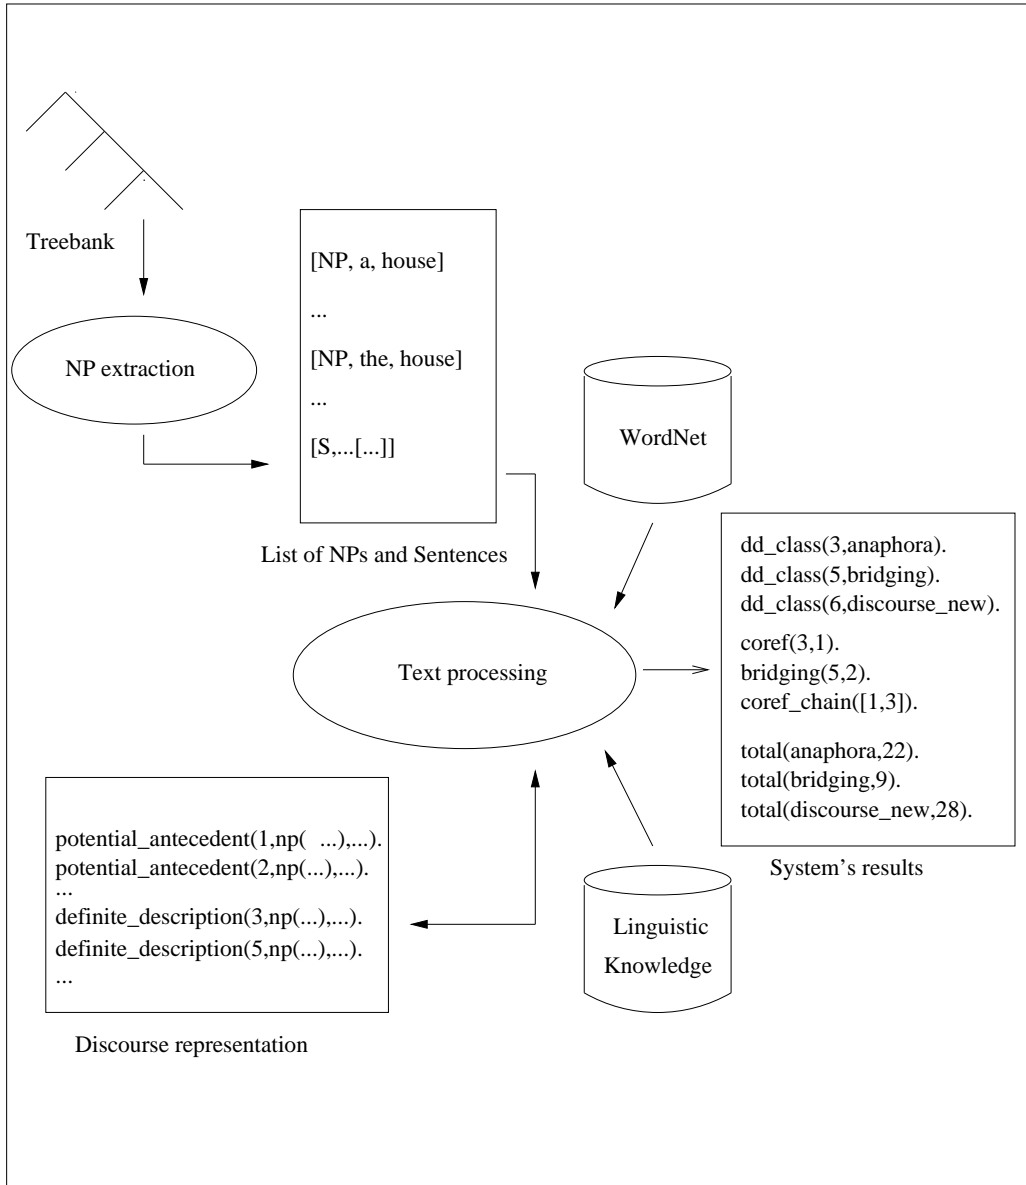 Treebank
NP extraction
[NP, a, house]
...
[NP, the, house]
...
[S,...[...]]
List of NPs and Sentences
WordNet
Text processing
dd_class(3,anaphora).
dd_class(5,bridging).
dd_class(6,discourse_new).
coref(3,1).
bridging(5,2).
coref_chain([1,3]).
total(anaphora,22).
total(bridging,9).
total(discourse_new,28).
System's results
potential_antecedent(1,np( ...),...).
potential_antecedent(2,np(...),...).
...
definite_description(3,np(...),...).
definite_description(5,np(...),...).
...
Discourse representation
Linguistic
Knowledge